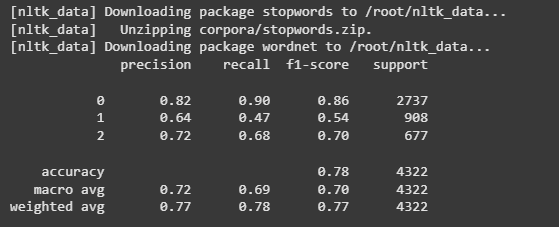 [nltk_data] Downloading package stopwords to /root/nltk_data...
[nltk_data]   Unzipping corpora/stopwords.zip.
[nltk_data] Downloading package wordnet to /root/nltk_data...
              precision    recall  f1-score   support

           0       0.82      0.90      0.86      2737
           1       0.64      0.47      0.54       908
           2       0.72      0.68      0.70       677

    accuracy                           0.78      4322
   macro avg       0.72      0.69      0.70      4322
weighted avg       0.77      0.78      0.77      4322